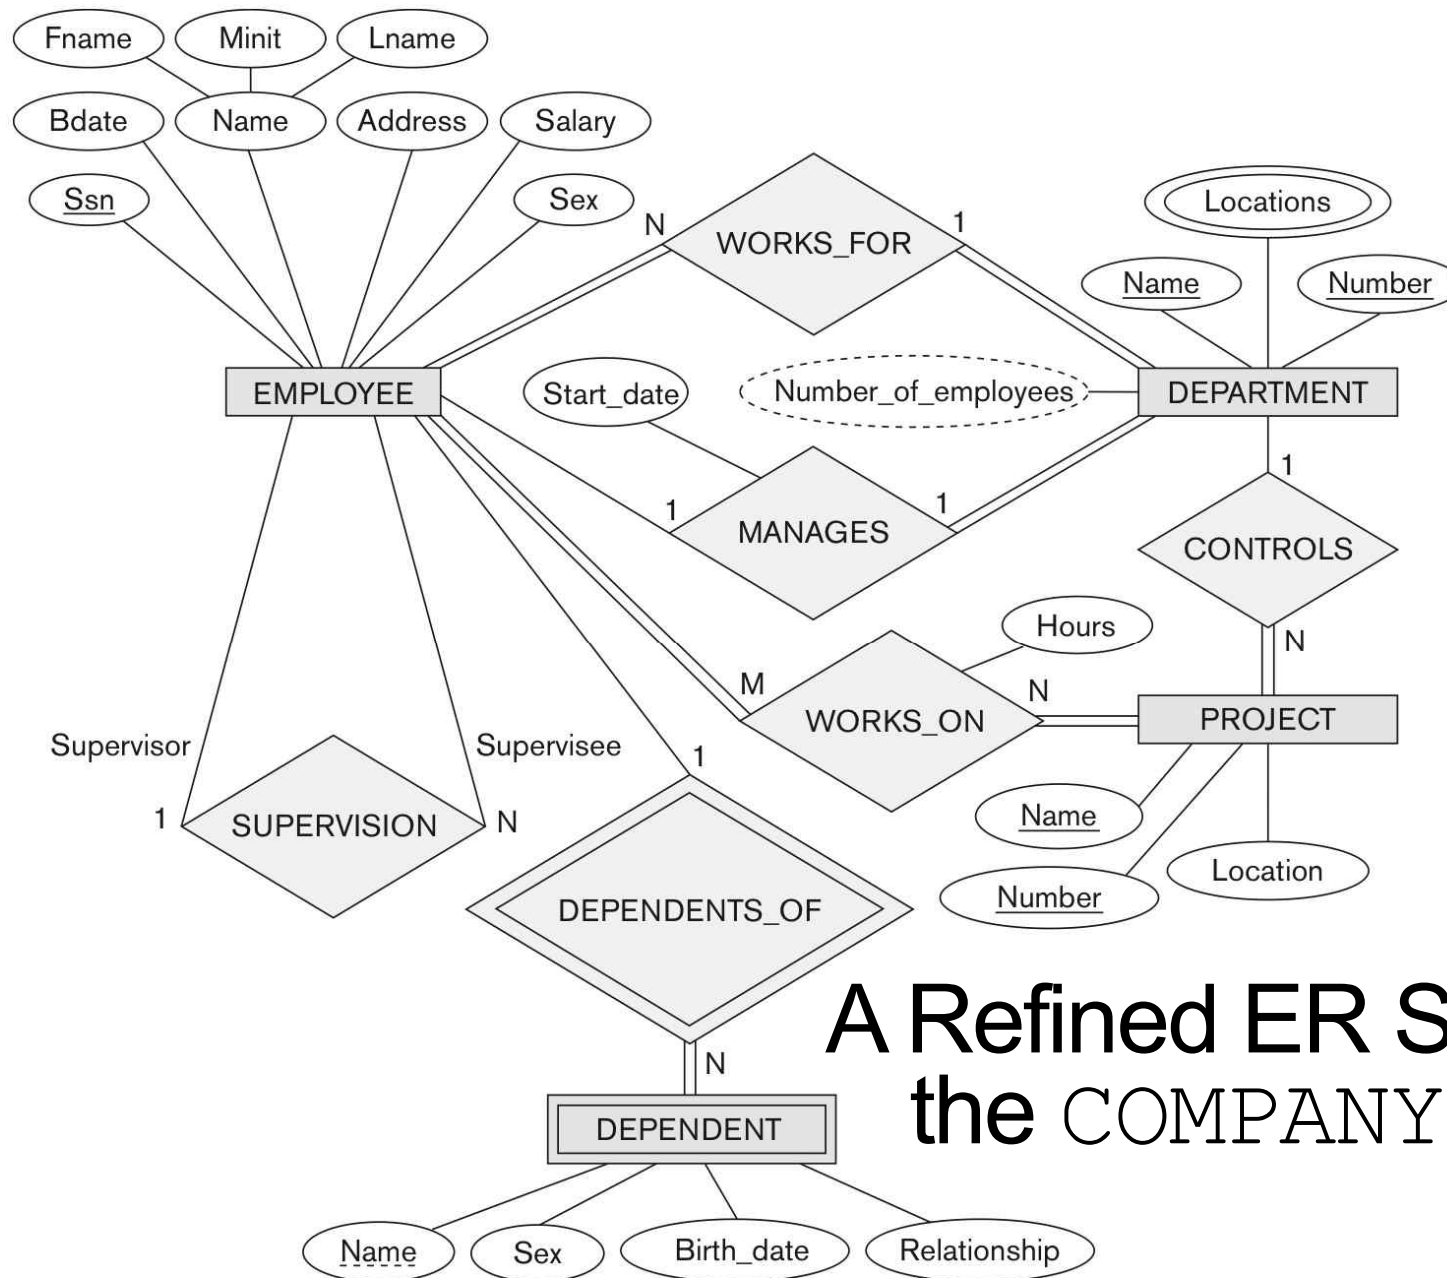 Fname Minit Lname
Bdate Name Address Salary
Ssn Sex
N WORKS_FOR 1
Locations
Name Number
EMPLOYEE Start_date Number_of_employees DEPARTMENT
1 MANAGES 1
1
CONTROLS
N
Hours
M WORKS_ON N PROJECT
Supervisor Supervisee
1 SUPERVISION N
1
Name
Number
Location
DEPENDENTS_OF
N
A Refined ER S
the COMPANY
DEPENDENT
Name Sex Birth_date Relationship